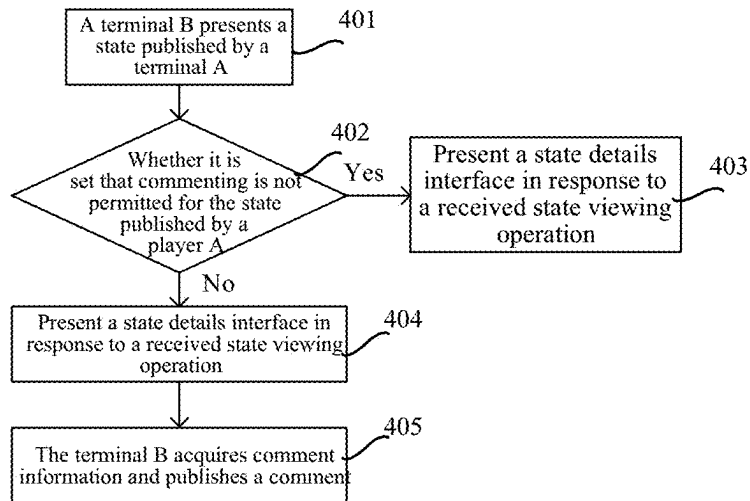 A terminal B presents a
state published by a
terminal A
401
402
Whether it is
set that commenting is not
permitted for the state
published by a
player A
Yes
Present a state details
interface in response to
a received state viewing
operation
403
No
Present a state details interface in
response to a received state viewing
operation
404
The terminal B acquires comment
information and publishes a comment
405